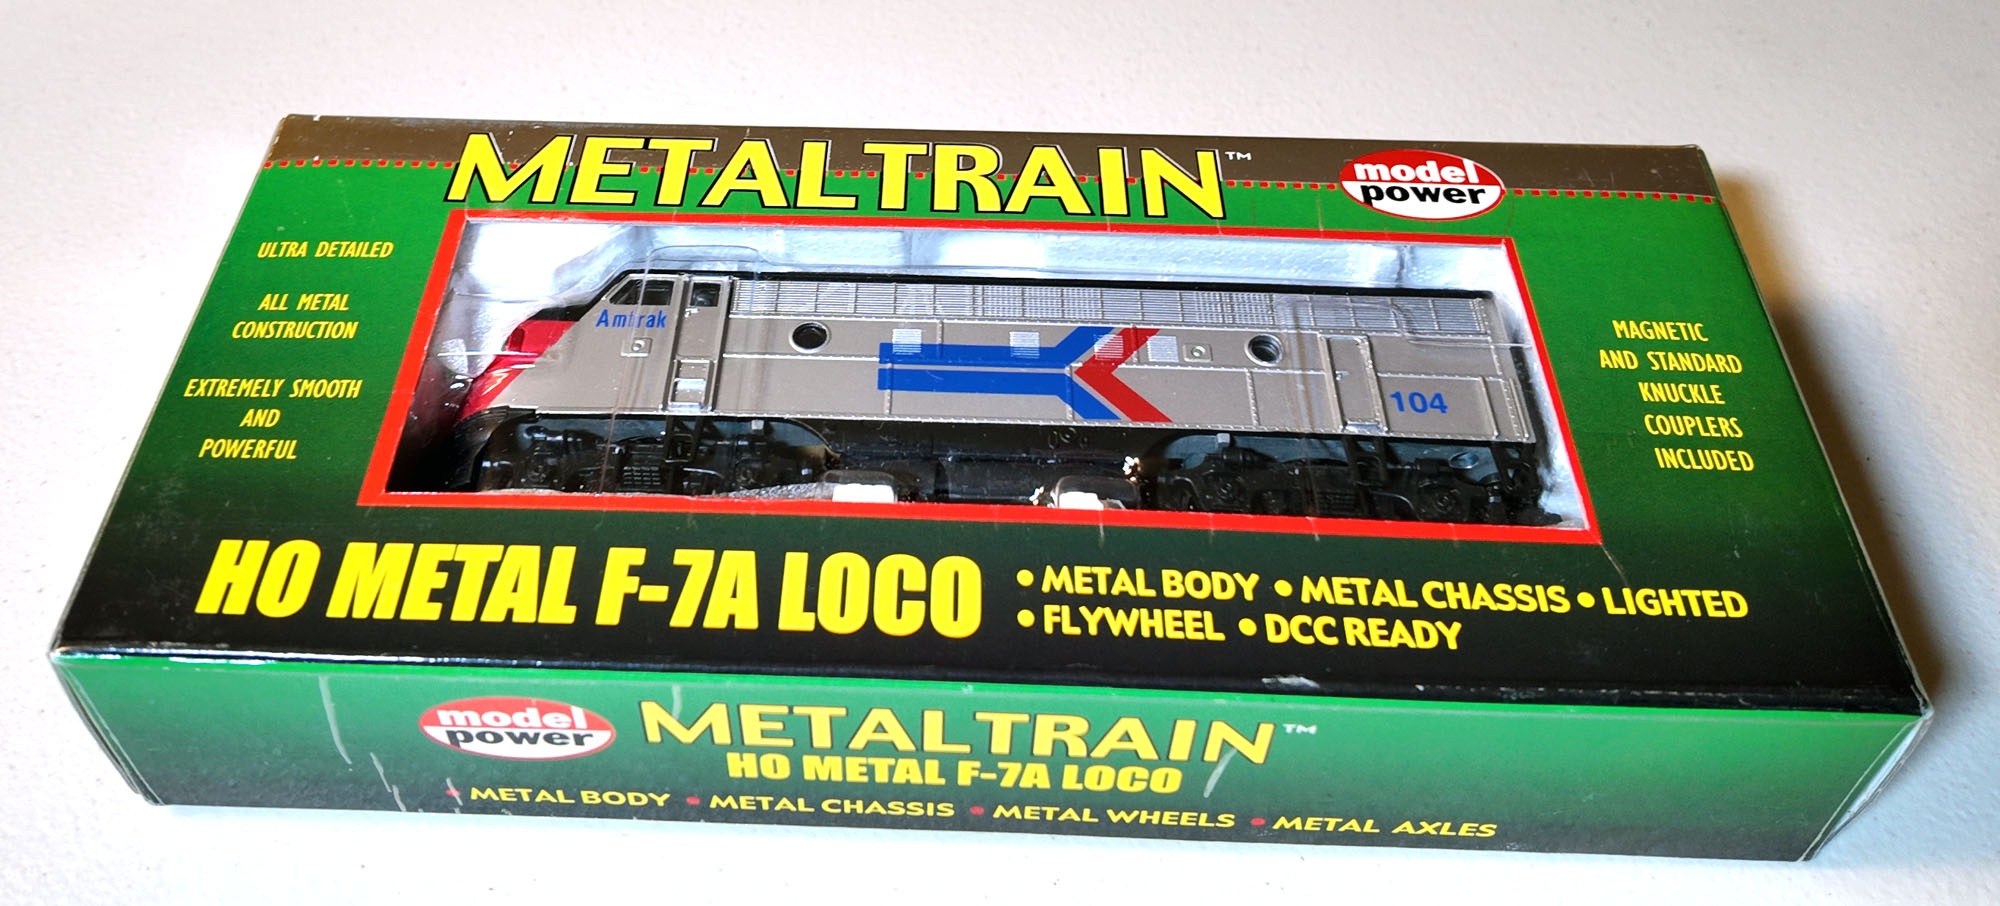 METALTRAIN™
model
power
ULTRA DETAILED
ALL METAL
CONSTRUCTION
EXTREMELY SMOOTH
AND
POWERFUL
Amtrak
104
MAGNETIC
AND STANDARD
KNUCKLE
COUPLERS
INCLUDED
HO METAL F-7A LOCO
• METAL BODY • METAL CHASSIS • LIGHTED
• FLYWHEEL • DCC READY
model
power
METALTRAIN™
HO METAL F-7A LOCO
• METAL BODY • METAL CHASSIS • METAL WHEELS • METAL AXLES